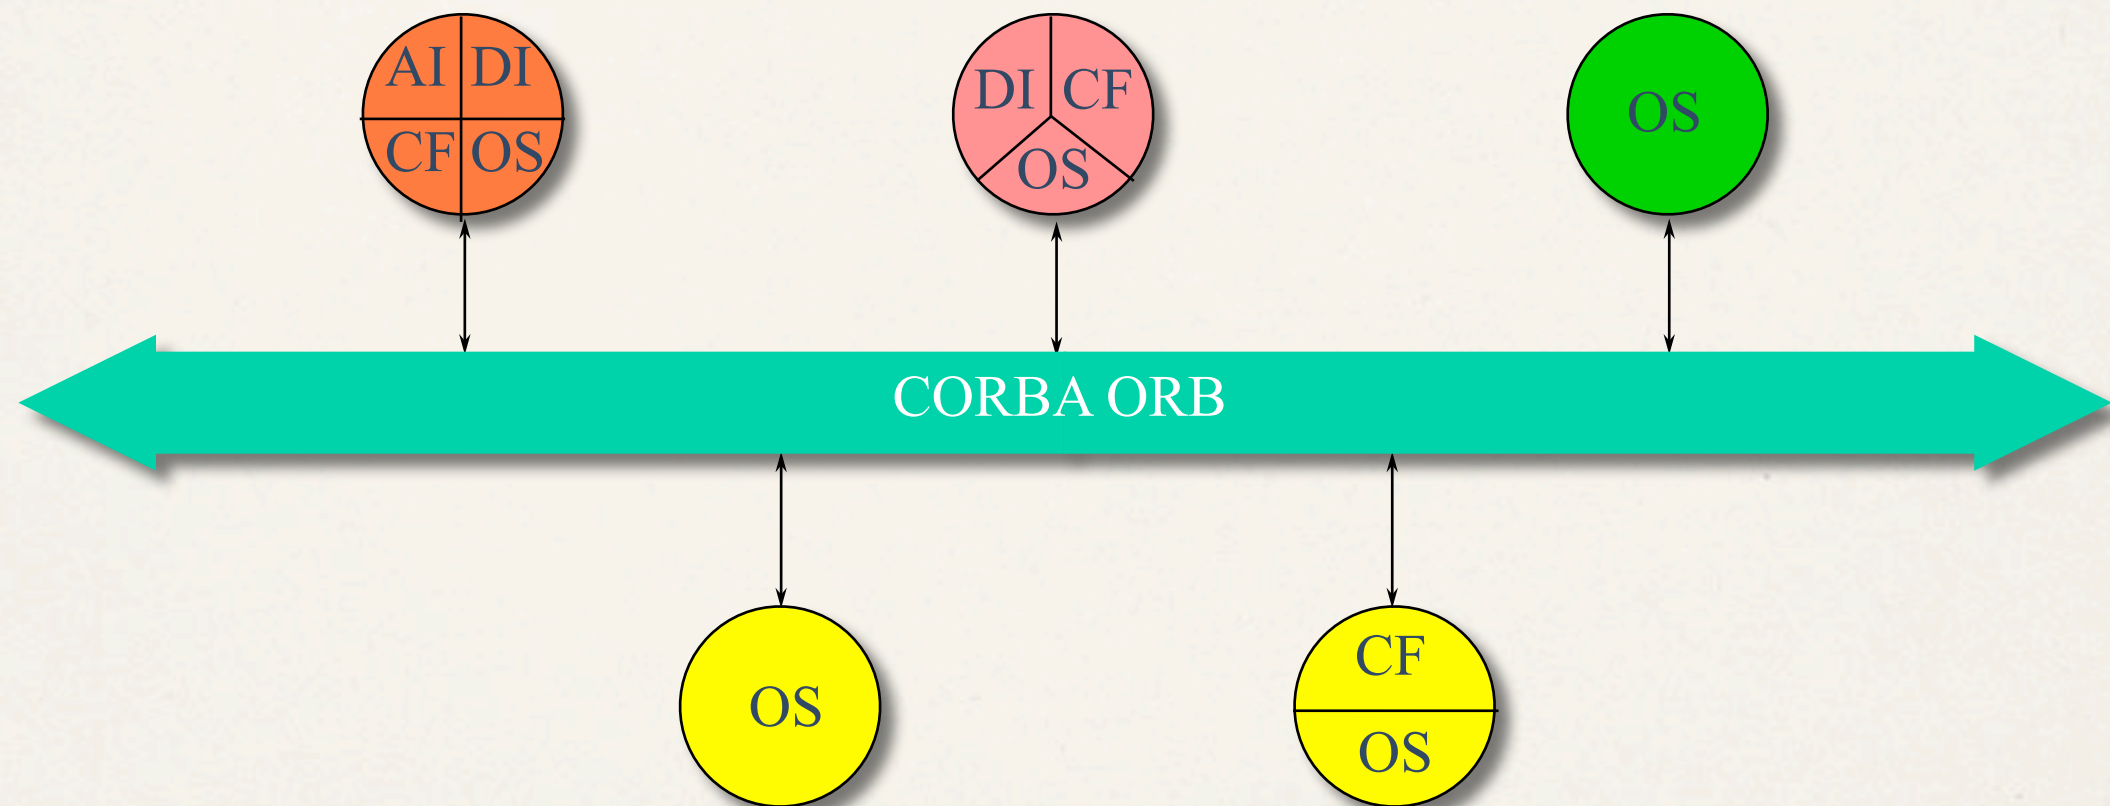 AI DI
CF OS
DI CF
OS
OS
CORBA ORB
OS
CF
OS